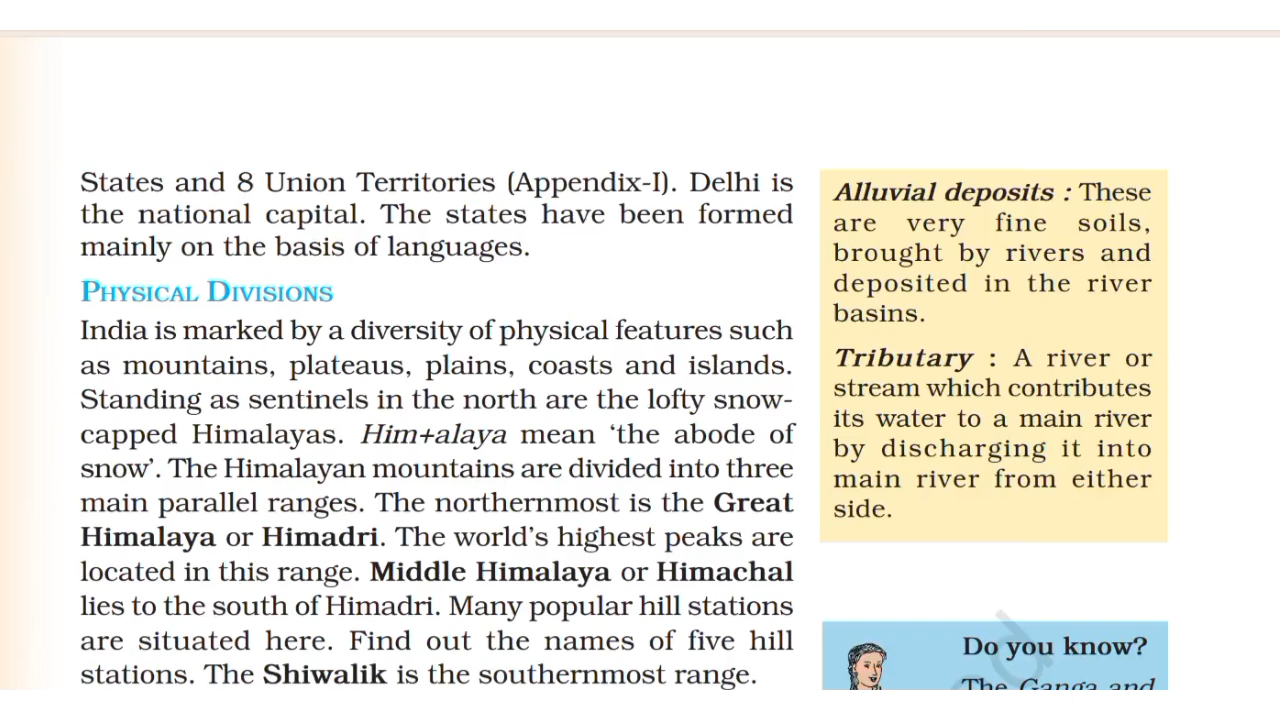 States and 8 Union Territories (Appendix-I). Delhi is
the national capital. The states have been formed
mainly on the basis of languages.
PHYSICAL DIVISIONS
India is marked by a diversity of physical features such
as mountains, plateaus, plains, coasts and islands.
Standing as sentinels in the north are the lofty snow-
capped Himalayas. Him+alaya mean ‘the abode of
snow’. The Himalayan mountains are divided into three
main parallel ranges. The northernmost is the Great
Himalaya or Himadri. The world’s highest peaks are
located in this range. Middle Himalaya or Himachal
lies to the south of Himadri. Many popular hill stations
are situated here. Find out the names of five hill
stations. The Shiwalik is the southernmost range.
Alluvial deposits : These
are very fine soils,
brought by rivers and
deposited in the river
basins.
Tributary : A river or
stream which contributes
its water to a main river
by discharging it into
main river from either
side.
Do you know?
The Ganga and